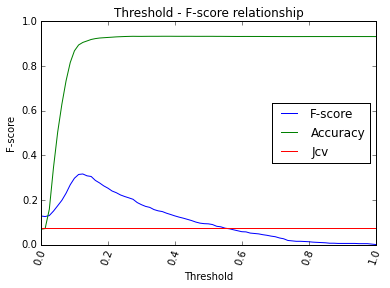 Threshold - F-score relationship
1.0
0.8
0.6
0.4
0.2
0.0
F-score
F-score
Accuracy
Jcv
0.0 0.2 0.4 0.6 0.8 1.0
Threshold